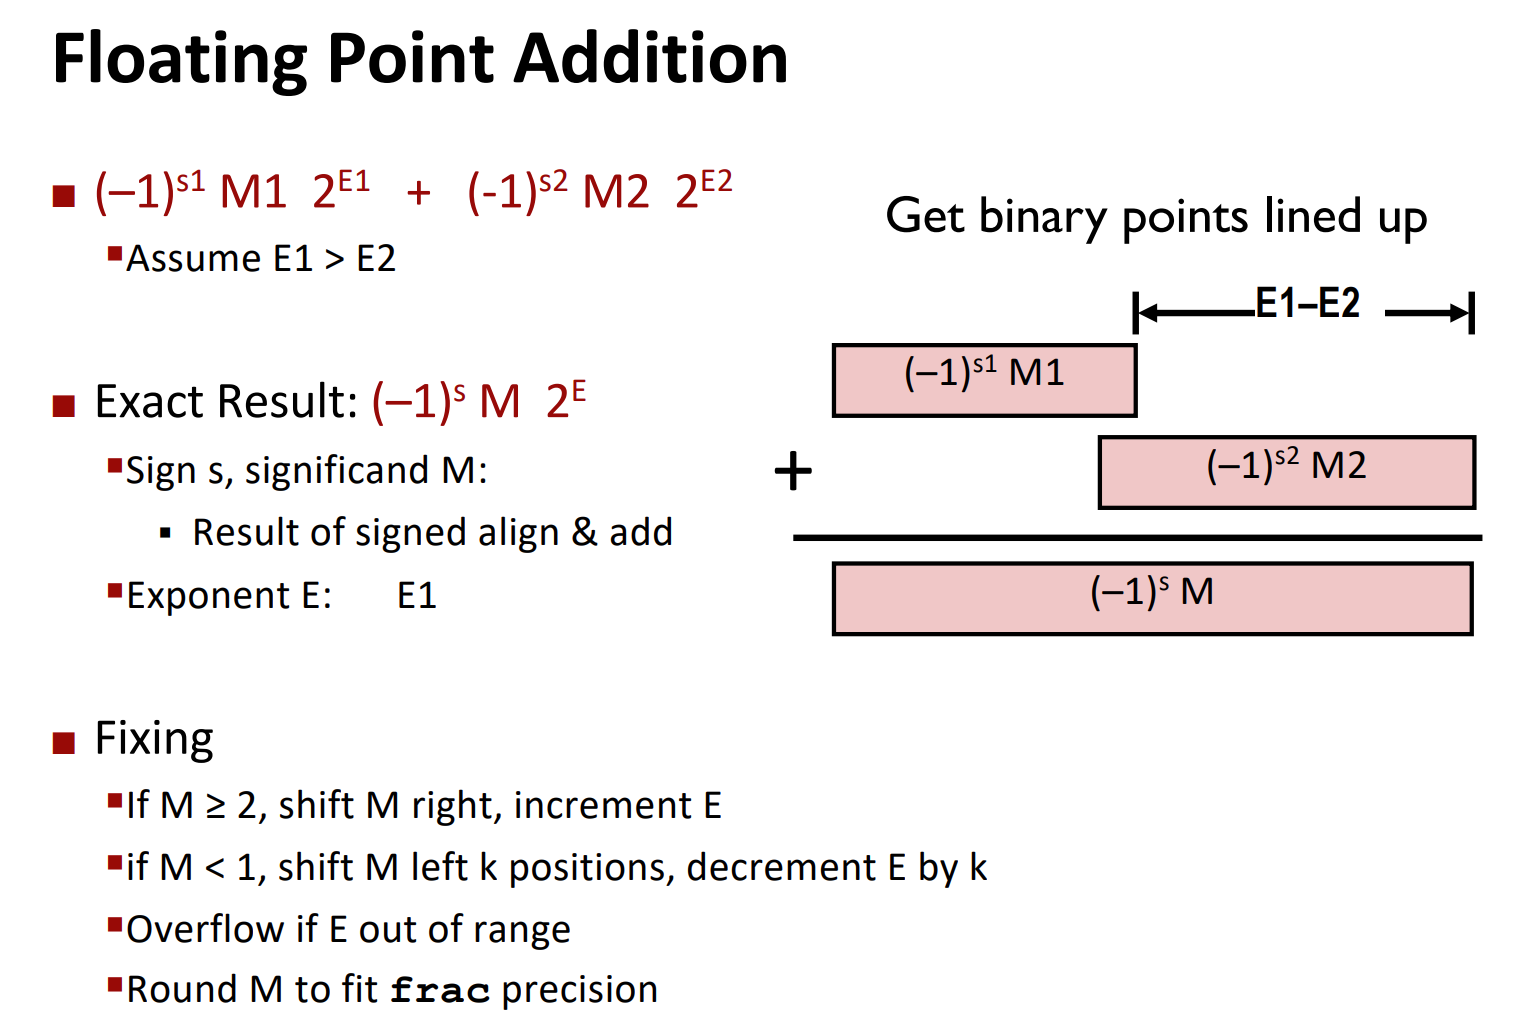 Floating Point Addition
■ (–1)^s1 M1 2^E1 + (-1)^s2 M2 2^E2
▪Assume E1 > E2
Get binary points lined up
E1–E2
(–1)^s1 M1
+ (–1)^s2 M2
(–1)^s M
■ Exact Result: (–1)^s M 2^E
▪Sign s, significand M:
▪ Result of signed align & add
▪Exponent E: E1
■ Fixing
▪If M ≥ 2, shift M right, increment E
▪if M < 1, shift M left k positions, decrement E by k
▪Overflow if E out of range
▪Round M to fit frac precision